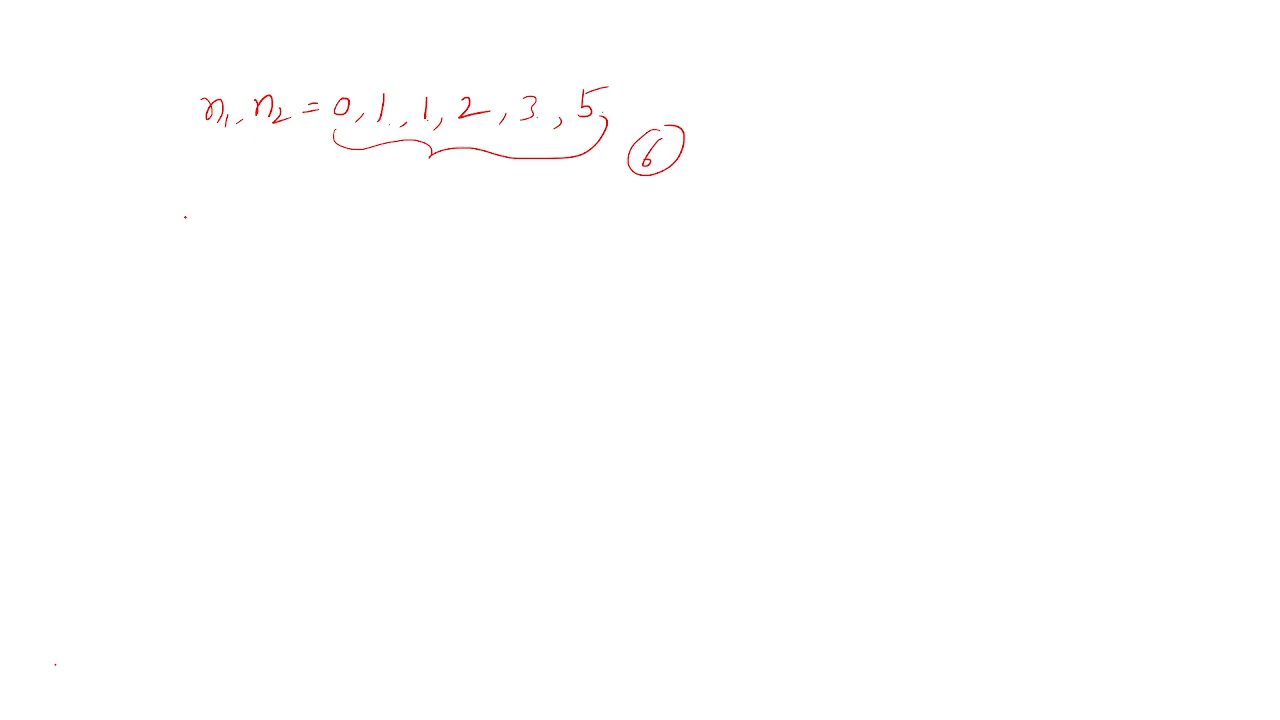 n₁, n₂ = 0, 1, 1, 2, 3, 5
6